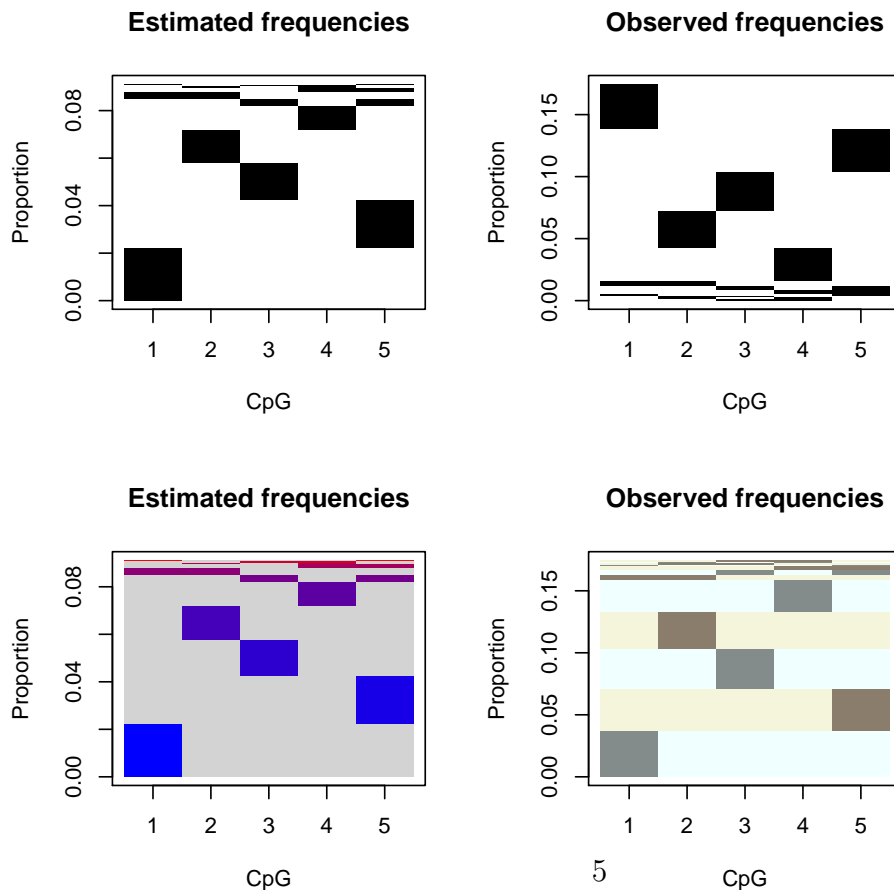 Estimated frequencies
Proportion
0.08
0.04
0.00
1 2 3 4 5
CpG
Observed frequencies
Proportion
0.15
0.10
0.05
0.00
1 2 3 4 5
CpG
Estimated frequencies
Proportion
0.08
0.04
0.00
1 2 3 4 5
CpG
Observed frequencies
Proportion
0.15
0.10
0.05
0.00
1 2 3 4 5
CpG
5